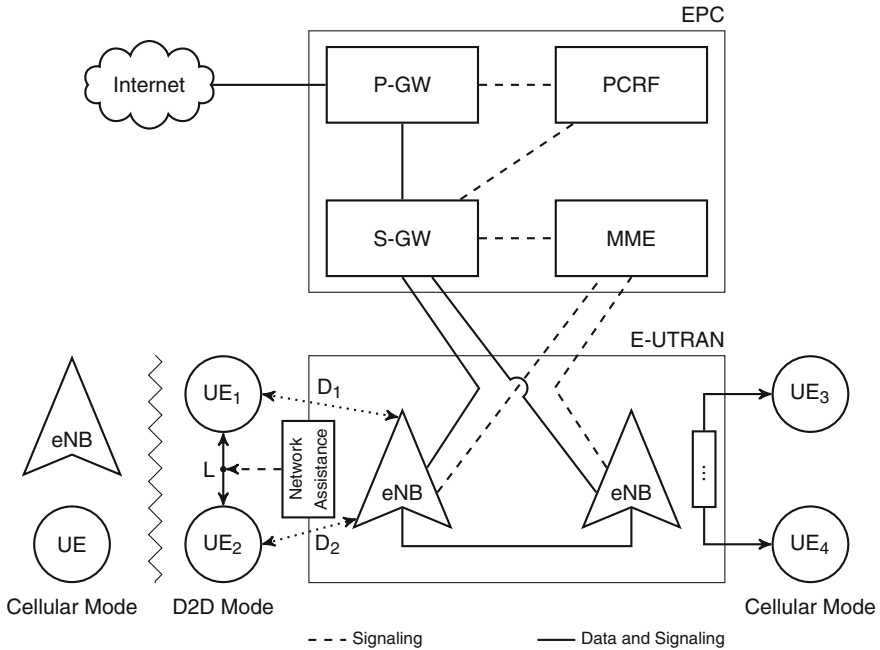 EPC
Internet
P-GW
PCRF
S-GW
MME
E-UTRAN
eNB
UE
Cellular Mode
UE1
L
UE2
D2D Mode
D1
D2
Network
Assistance
eNB
eNB
...
UE3
UE4
Cellular Mode
Signaling
Data and Signaling